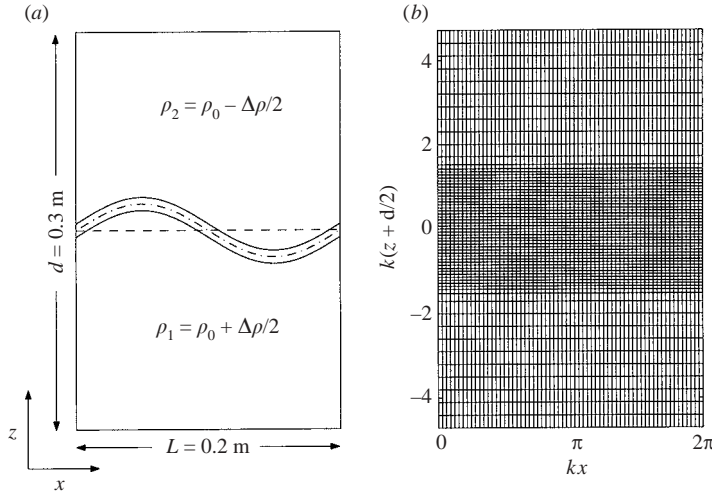 (a)
ρ₂ = ρ₀ – Δρ/2
d = 0.3 m
ρ₁ = ρ₀ + Δρ/2
z
x
L = 0.2 m
(b)
4
2
0
–2
–4
k(z + d/2)
0 π 2π
kx